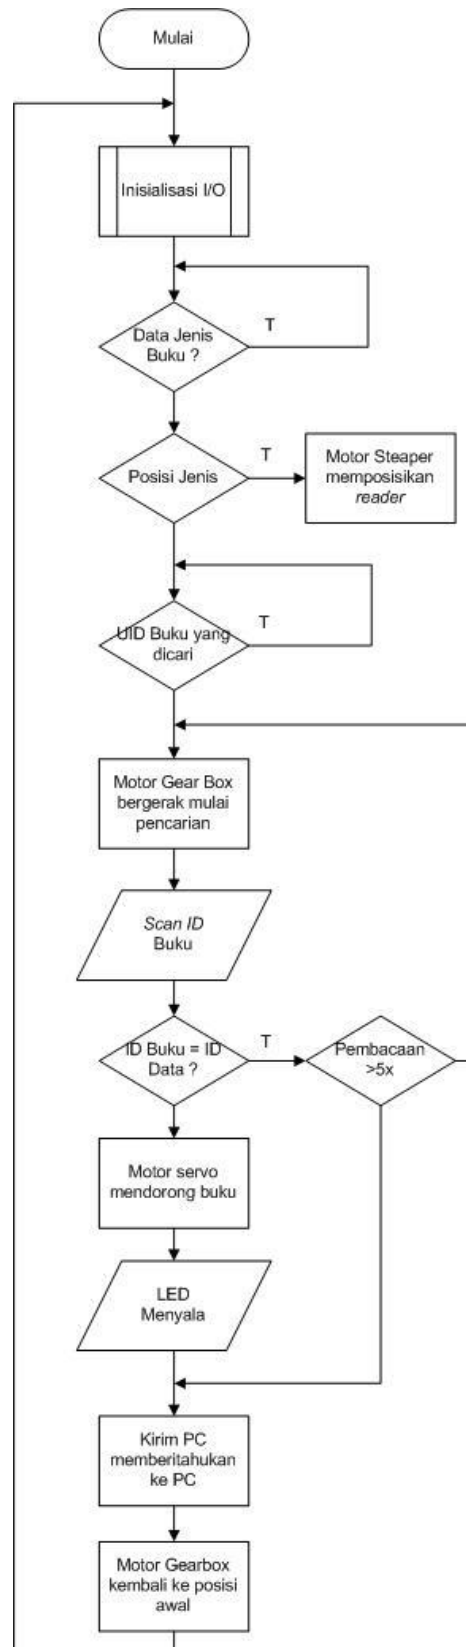 Mulai
Inisialisasi I/O
Data Jenis
Buku ?
T
Posisi Jenis
T
Motor Steaper
memposisikan
reader
UID Buku yang
dicari
T
Motor Gear Box
bergerak mulai
pencarian
Scan ID
Buku
ID Buku = ID
Data ?
T
Pembacaan
>5x
Motor servo
mendorong buku
LED
Menyala
Kirim PC
memberitahukan
ke PC
Motor Gearbox
kembali ke posisi
awal